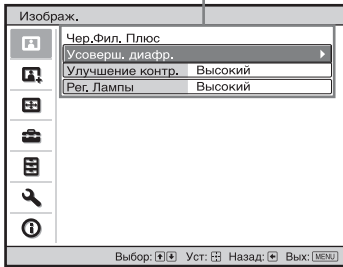 Изображ.
Чер.Фил. Плюс
Усоверш. диафр.
Улучшение контр. Высокий
Рег. Лампы Высокий
Выбор: Уст: Назад: Вых: MENU